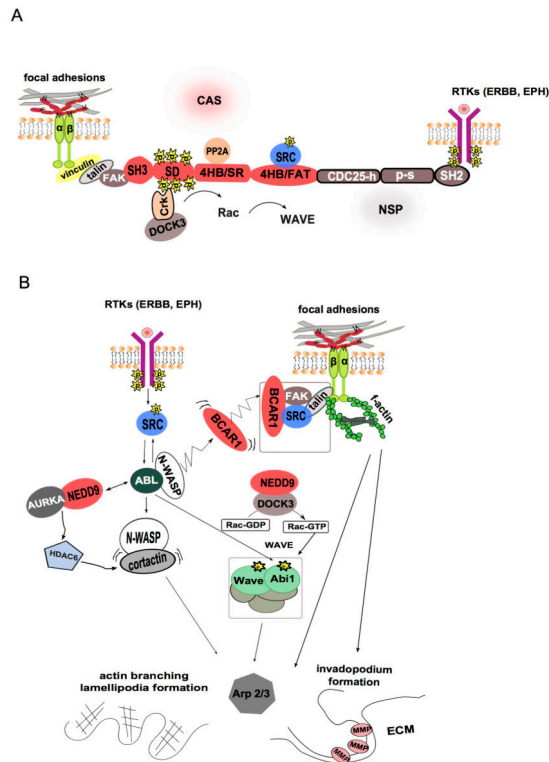 A
focal adhesions
CAS
RTKs (ERBB, EPH)
α β
vinculin
talin
FAK
SH3
SD
PP2A
4HB/SR
SRC
4HB/FAT
CDC25-h
p-s
SH2
Crk
DOCK3
Rac
WAVE
NSP
B
RTKs (ERBB, EPH)
focal adhesions
β α
SRC
BCAR1
BCAR1
FAK
SRC
talin
f-actin
N-WASP
ABL
AURKA
NEDD9
NEDD9
DOCK3
HDAC6
N-WASP
cortactin
Rac-GDP
Rac-GTP
WAVE
Wave
Abi1
actin branching
lamellipodia formation
Arp 2/3
invadopodium
formation
MMP
MMP
MMP
ECM